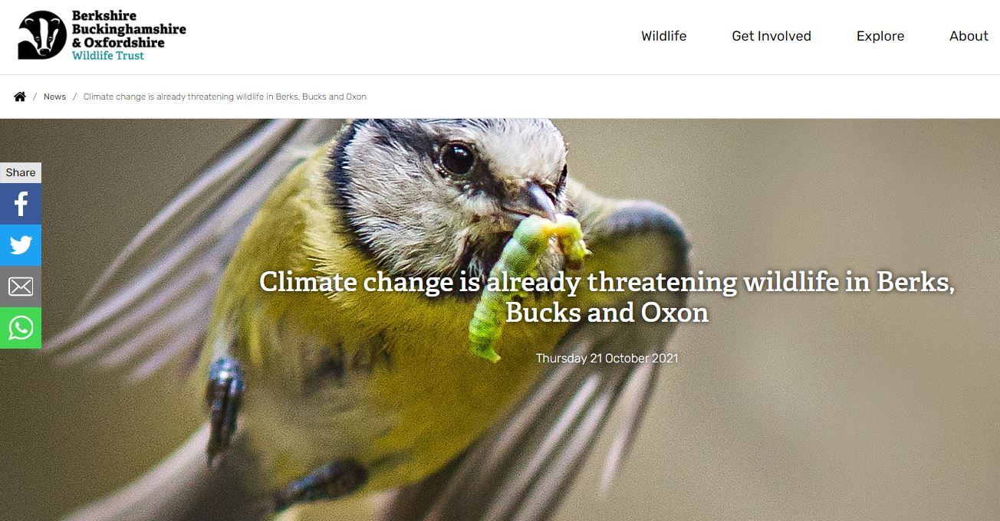 Berkshire
Buckinghamshire
& Oxfordshire
Wildlife Trust
Wildlife Get Involved Explore About
/ News / Climate change is already threatening wildlife in Berks, Bucks and Oxon
Share
Climate change is already threatening wildlife in Berks,
Bucks and Oxon
Thursday 21 October 2021